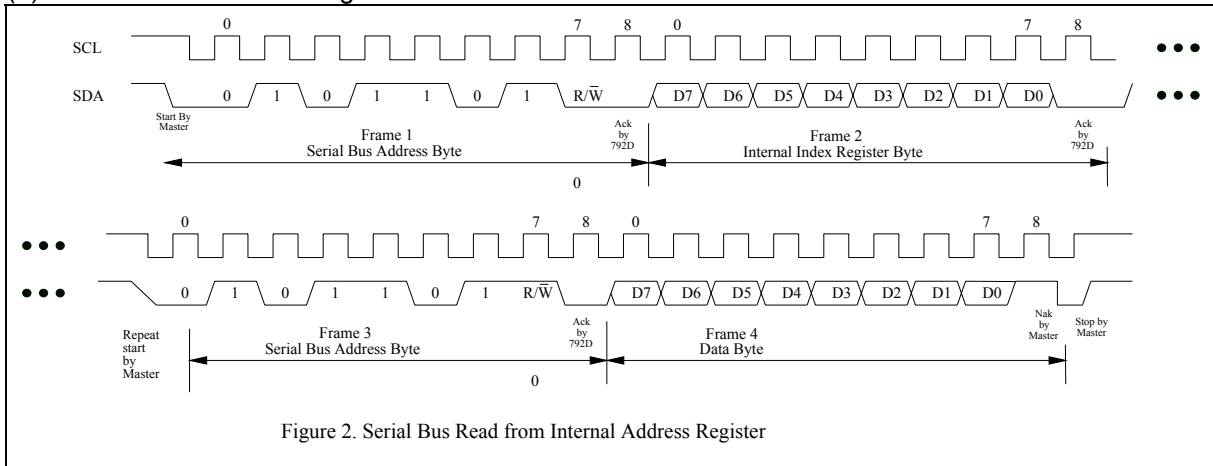 0 7 8 0 7 8
SCL
SDA 0 1 0 1 1 0 1 R/W̅ D7 D6 D5 D4 D3 D2 D1 D0
Start By
Master
Ack
by
792D
Ack
by
792D
Frame 1
Serial Bus Address Byte
Frame 2
Internal Index Register Byte
0
0 7 8 0 7 8
0 1 0 1 1 0 1 R/W̅ D7 D6 D5 D4 D3 D2 D1 D0
Repeat
start
by
Master
Frame 3
Serial Bus Address Byte
Ack
by
792D
Frame 4
Data Byte
Nak
by
Master
Stop by
Master
0
Figure 2. Serial Bus Read from Internal Address Register